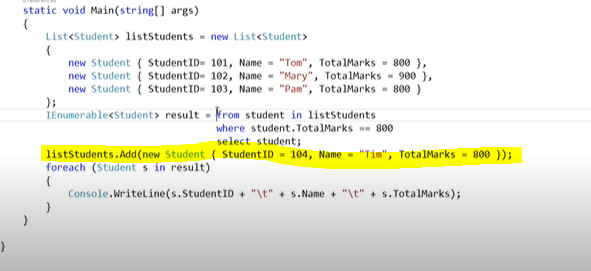 static void Main(string[] args)
{
List<Student> listStudents = new List<Student>
{
new Student { StudentID= 101, Name = "Tom", TotalMarks = 800 },
new Student { StudentID= 102, Name = "Mary", TotalMarks = 900 },
new Student { StudentID= 103, Name = "Pam", TotalMarks = 800 }
};
IEnumerable<Student> result = from student in listStudents
where student.TotalMarks == 800
select student;
listStudents.Add(new Student { StudentID = 104, Name = "Tim", TotalMarks = 800 });
foreach (Student s in result)
{
Console.WriteLine(s.StudentID + "\t" + s.Name + "\t" + s.TotalMarks);
}
}
}